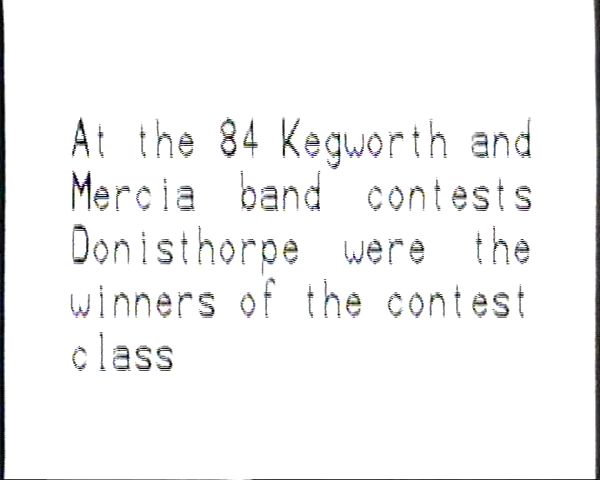 At the 84 Kegworth and
Mercia band contests
Donisthorpe were the
winners of the contest
class